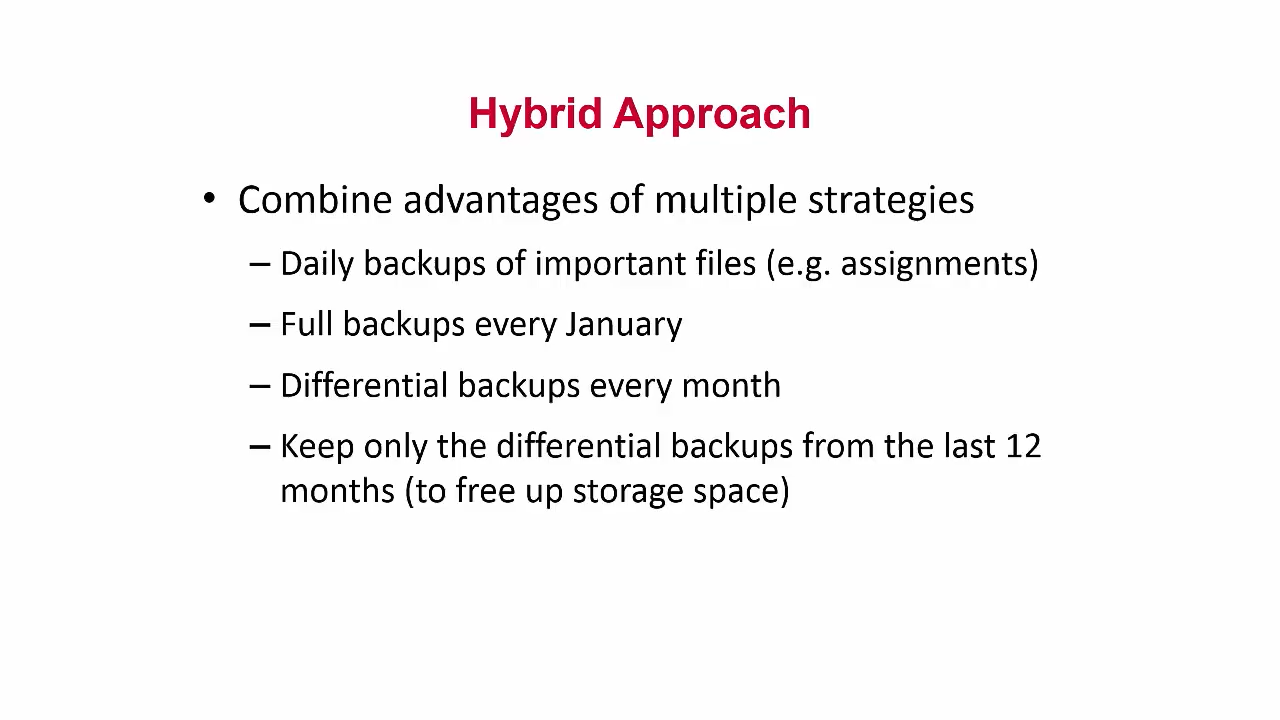 Hybrid Approach
• Combine advantages of multiple strategies
– Daily backups of important files (e.g. assignments)
– Full backups every January
– Differential backups every month
– Keep only the differential backups from the last 12
months (to free up storage space)